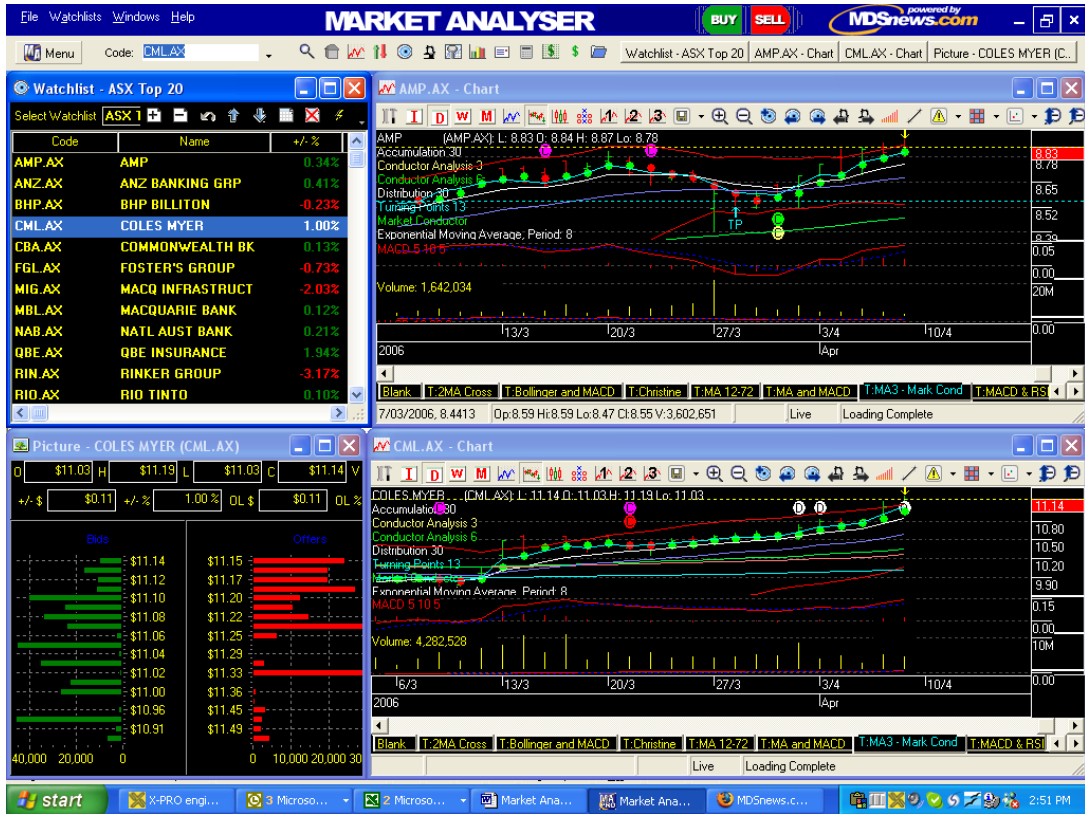 File Watchlists Windows Help
MARKET ANALYSER
BUY SELL
powered by
MDSnews.com
Menu Code: CML.AX
Watchlist - ASX Top 20 AMP.AX - Chart CML.AX - Chart Picture - COLES MYER (C..
Watchlist - ASX Top 20
Select Watchlist ASX 1
Code Name +/- %
AMP.AX AMP 0.34%
ANZ.AX ANZ BANKING GRP 0.41%
BHP.AX BHP BILLITON -0.23%
CML.AX COLES MYER 1.00%
CBA.AX COMMONWEALTH BK 0.13%
FGL.AX FOSTER'S GROUP -0.73%
MIG.AX MACQ INFRASTRUCT -2.03%
MBL.AX MACQUARIE BANK 0.12%
NAB.AX NATL AUST BANK 0.21%
QBE.AX QBE INSURANCE 1.94%
RIN.AX RINKER GROUP -3.17%
RIO.AX RIO TINTO 0.10%
AMP.AX - Chart
I D W M
AMP (AMP.AX): L: 8.83 O: 8.84 H: 8.87 Lo: 8.78
Accumulation 30
Conductor Analysis 3
Conductor Analysis 6
Distribution 30
Turning Points 13
Market Conductor
Exponential Moving Average, Period: 8
MACD 5 10 5
Volume: 1,642,034
TP
8.83
8.78
8.65
8.52
8.39
0.05
0.00
20M
0.00
13/3 20/3 27/3 3/4 10/4
2006 Apr
Blank T:2MA Cross T:Bollinger and MACD T:Christine T:MA 12-72 T:MA and MACD T:MA3 - Mark Cond T:MACD & RSI
7/03/2006, 8.4413 Op:8.59 Hi:8.59 Lo:8.47 Cl:8.55 V:3,602,651 Live Loading Complete
Picture - COLES MYER (CML.AX)
O $11.03 H $11.19 L $11.03 C $11.14 V
+/- $ $0.11 +/- % 1.00 % OL $ $0.11 OL %
Bids Offers
$11.14 $11.15
$11.12 $11.17
$11.10 $11.20
$11.08 $11.22
$11.06 $11.25
$11.04 $11.29
$11.02 $11.33
$11.00 $11.36
$10.96 $11.45
$10.91 $11.49
40,000 20,000 0 0 10,000 20,000 30
CML.AX - Chart
I D W M
COLES MYER (CML.AX): L: 11.14 O: 11.03 H: 11.19 Lo: 11.03
Accumulation 30
Conductor Analysis 3
Conductor Analysis 6
Distribution 30
Turning Points 13
Market Conductor
Exponential Moving Average, Period: 8
MACD 5 10 5
Volume: 4,282,528
11.14
10.80
10.50
10.20
9.90
0.15
0.00
10M
0.00
6/3 13/3 20/3 27/3 3/4 10/4
2006 Apr
Blank T:2MA Cross T:Bollinger and MACD T:Christine T:MA 12-72 T:MA and MACD T:MA3 - Mark Cond T:MACD & RSI
Live Loading Complete
start X-PRO engi... 3 Microso... 2 Microso... Market Ana... Market Ana... MDSnews.c... 2:51 PM